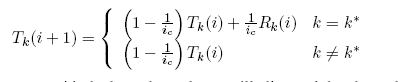 T_k(i + 1) = { (1 − 1/i_c) T_k(i) + 1/i_c R_k(i)   k = k*
(1 − 1/i_c) T_k(i)   k ≠ k*